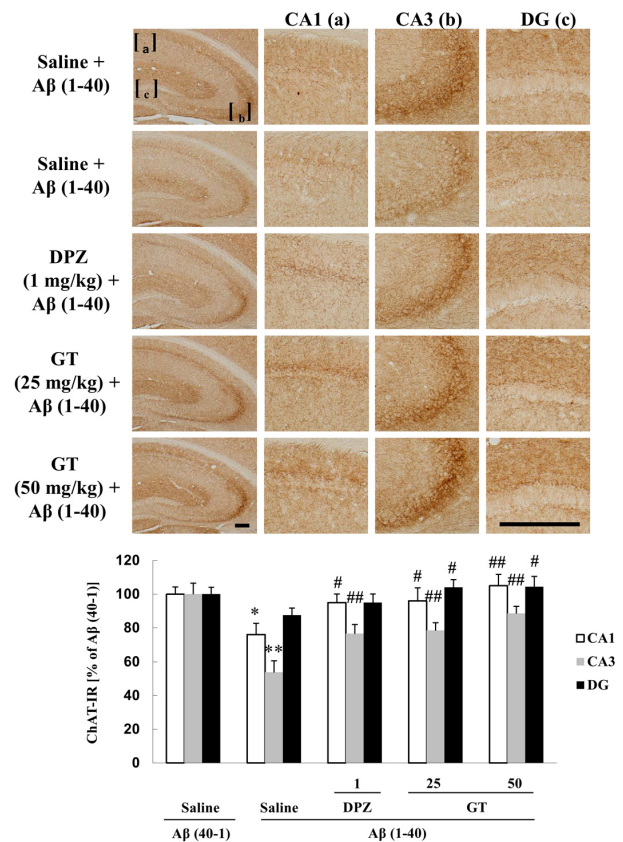 CA1 (a) CA3 (b) DG (c)
Saline +
Aβ (1-40)
[a]
[c]
[b]
Saline +
Aβ (1-40)
DPZ
(1 mg/kg) +
Aβ (1-40)
GT
(25 mg/kg) +
Aβ (1-40)
GT
(50 mg/kg) +
Aβ (1-40)
ChAT-IR [% of Aβ (40-1)]
120
100
80
60
40
20
0
* **
# ##
# ## #
## ## #
CA1
CA3
DG
1 25 50
Saline Saline DPZ GT
Aβ (40-1) Aβ (1-40)